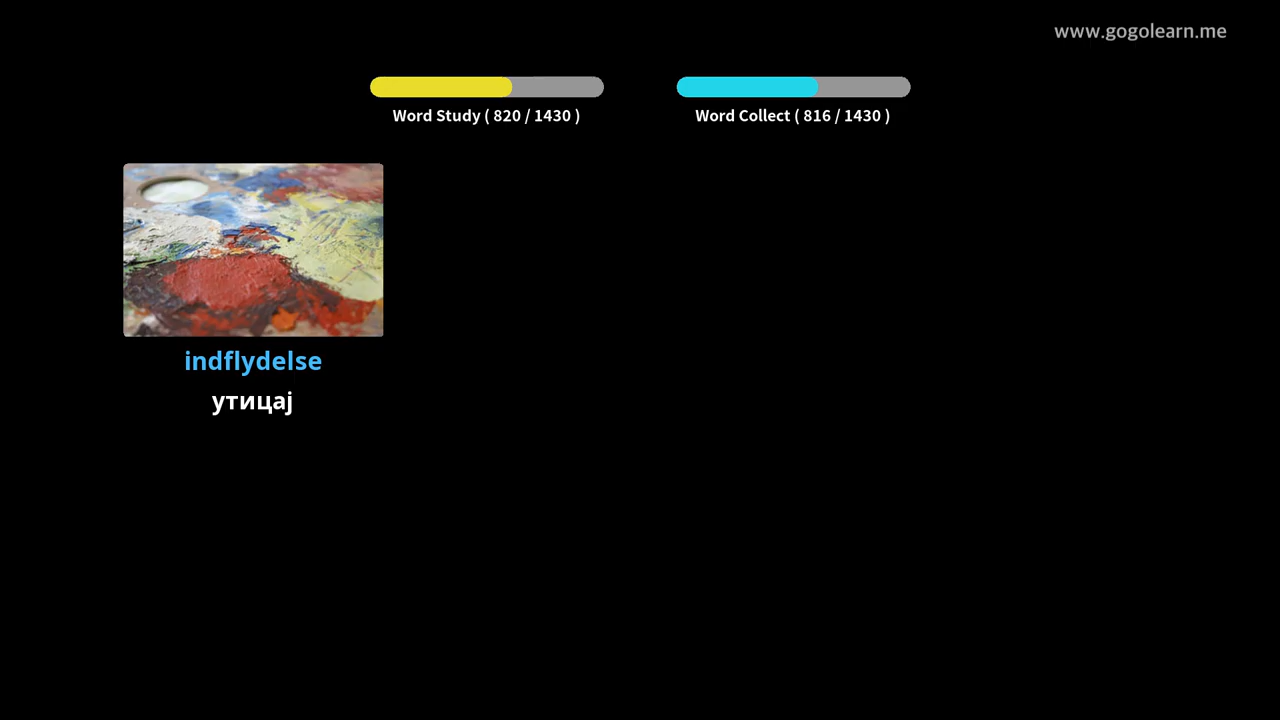 www.gogolearn.me
Word Study ( 820 / 1430 )
Word Collect ( 816 / 1430 )
indflydelse
утицај